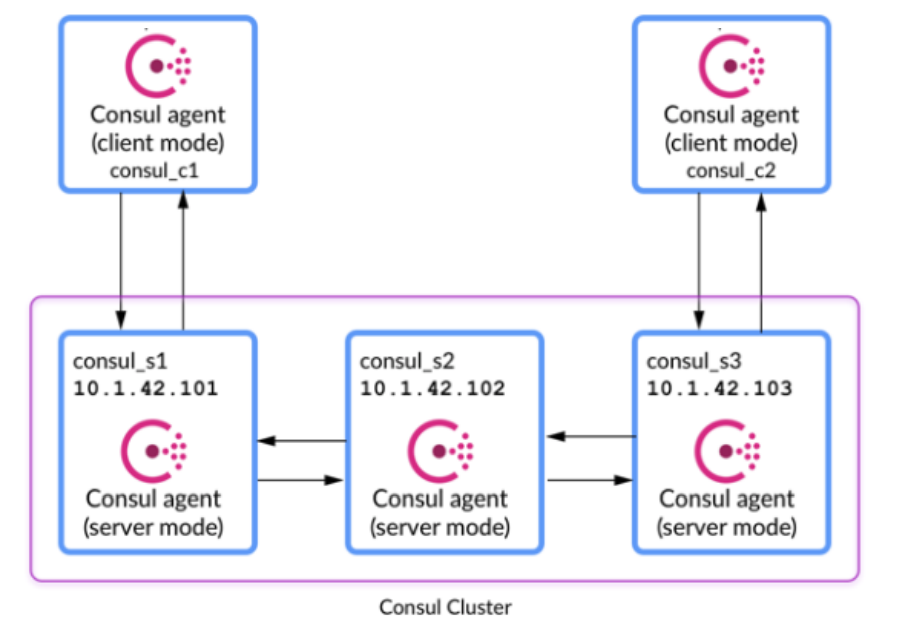 Consul agent
(client mode)
consul_c1
Consul agent
(client mode)
consul_c2
consul_s1
10.1.42.101
Consul agent
(server mode)
consul_s2
10.1.42.102
Consul agent
(server mode)
consul_s3
10.1.42.103
Consul agent
(server mode)
Consul Cluster